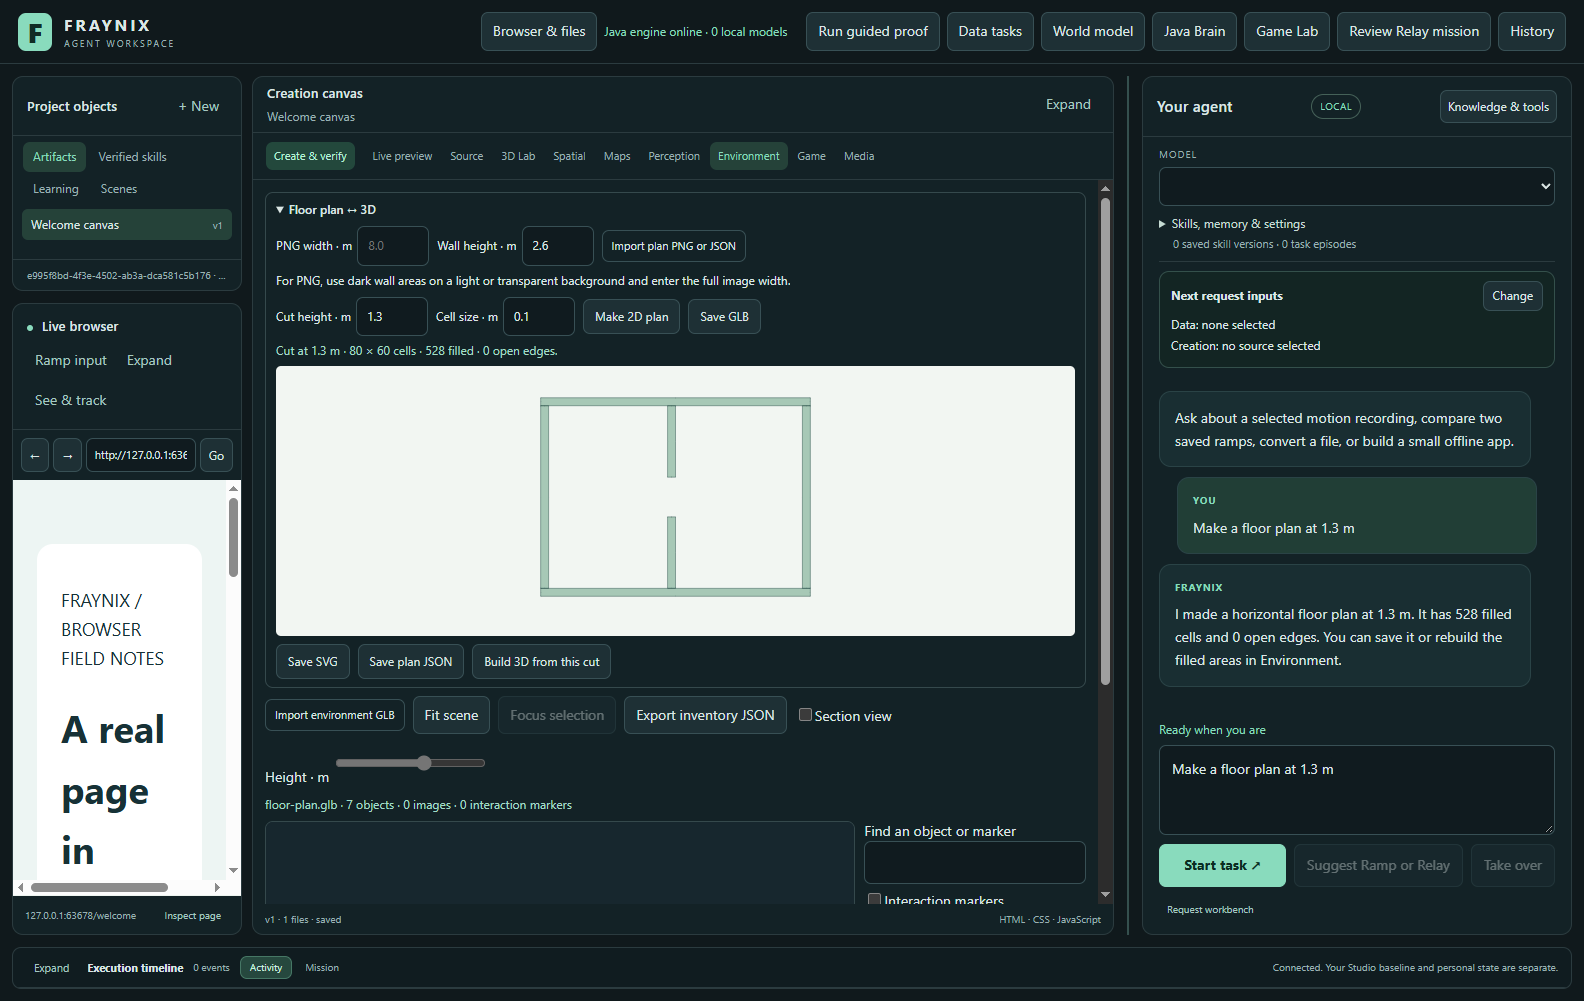 F
FRAYNIX
AGENT WORKSPACE
Browser & files
Java engine online · 0 local models
Run guided proof
Data tasks
World model
Java Brain
Game Lab
Review Relay mission
History
Project objects
+ New
Artifacts
Verified skills
Learning
Scenes
Welcome canvas
v1
e995f8bd-4f3e-4502-ab3a-dca581c5b176 · ...
Live browser
Ramp input
Expand
See & track
←
→
http://127.0.0.1:636
Go
FRAYNIX /
BROWSER
FIELD NOTES
A real
page
in
127.0.0.1:63678/welcome
Inspect page
Creation canvas
Welcome canvas
Expand
Create & verify
Live preview
Source
3D Lab
Spatial
Maps
Perception
Environment
Game
Media
▼ Floor plan ↔ 3D
PNG width · m
8.0
Wall height · m
2.6
Import plan PNG or JSON
For PNG, use dark wall areas on a light or transparent background and enter the full image width.
Cut height · m
1.3
Cell size · m
0.1
Make 2D plan
Save GLB
Cut at 1.3 m · 80 × 60 cells · 528 filled · 0 open edges.
Save SVG
Save plan JSON
Build 3D from this cut
Import environment GLB
Fit scene
Focus selection
Export inventory JSON
Section view
Height · m
floor-plan.glb · 7 objects · 0 images · 0 interaction markers
Find an object or marker
Interaction markers
v1 · 1 files · saved
HTML · CSS · JavaScript
Your agent
LOCAL
Knowledge & tools
MODEL
▶ Skills, memory & settings
0 saved skill versions · 0 task episodes
Next request inputs
Change
Data: none selected
Creation: no source selected
Ask about a selected motion recording, compare two
saved ramps, convert a file, or build a small offline app.
YOU
Make a floor plan at 1.3 m
FRAYNIX
I made a horizontal floor plan at 1.3 m. It has 528 filled
cells and 0 open edges. You can save it or rebuild the
filled areas in Environment.
Ready when you are
Make a floor plan at 1.3 m
Start task ↗
Suggest Ramp or Relay
Take over
Request workbench
Expand
Execution timeline
0 events
Activity
Mission
Connected. Your Studio baseline and personal state are separate.